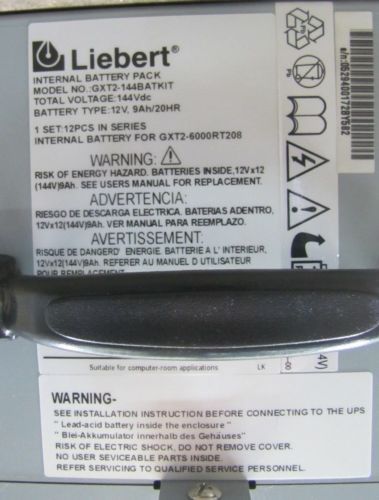 Liebert®
INTERNAL BATTERY PACK
MODEL NO.:GXT2-144BATKIT
TOTAL VOLTAGE:144Vdc
BATTERY TYPE:12V, 9Ah/20HR
1 SET:12PCS IN SERIES
INTERNAL BATTERY FOR GXT2-6000RT208
WARNING:
RISK OF ENERGY HAZARD. BATTERIES INSIDE,12Vx12
(144V)9Ah. SEE USERS MANUAL FOR REPLACEMENT.
ADVERTENCIA:
RIESGO DE DESCARGA ELECTRICA. BATERIAS ADENTRO,
12Vx12(144V)9Ah. VER MANUAL PARA REEMPLAZO.
AVERTISSEMENT:
RISQUE DE DANGERD' ENERGIE. BATTERIE A L' INTERIEUR,
12Vx12(144V)9Ah. REFERER AU MANUEL D UTILISATEUR
POUR
Pb
Pb
Suitable for computer-room applications
LK
WARNING-
SEE INSTALLATION INSTRUCTION BEFORE CONNECTING TO THE UPS
" Lead-acid battery inside the enclosure "
" Blei-Akkumulator innerhalb des Gehäuses"
RISK OF ELECTRIC SHOCK. DO NOT REMOVE COVER.
NO USER SEVICEABLE PARTS INSIDE.
REFER SERVICING TO QUALIFIED SERVICE PERSONNEL.